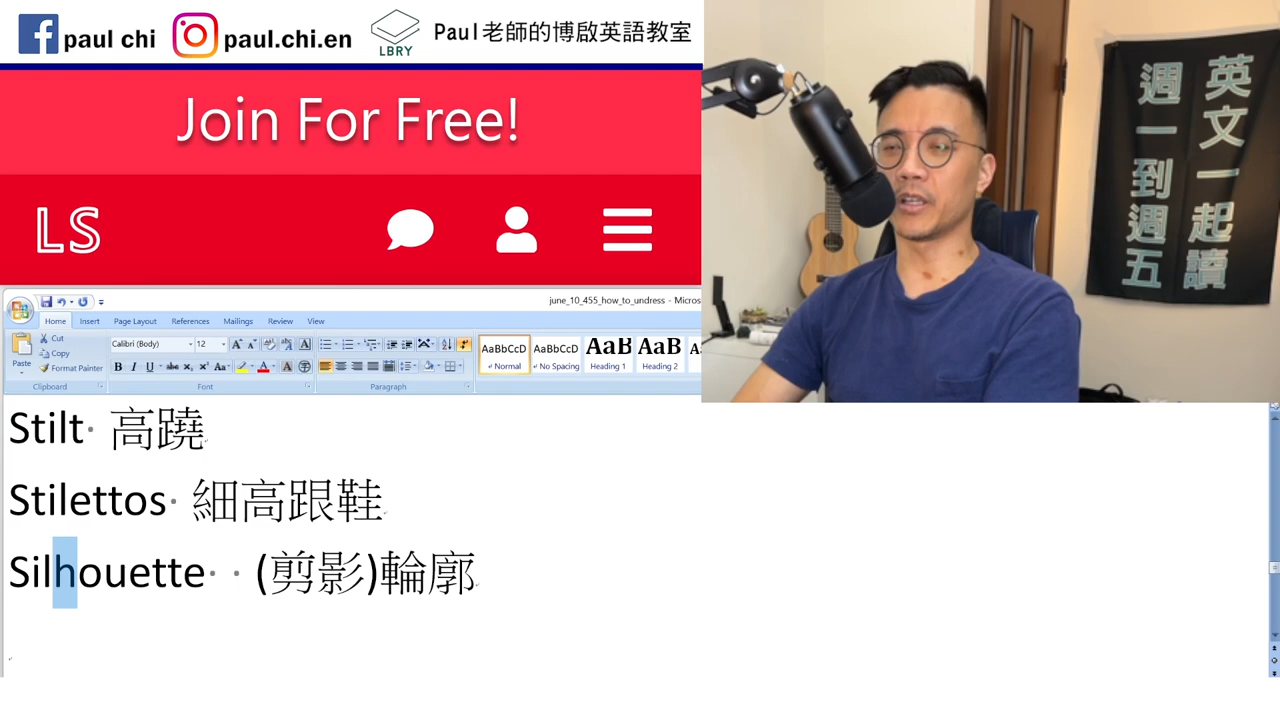 paul chi
paul.chi.en
LBRY
Paul老師的博啟英語教室
Join For Free!
LS
英文一起讀
週一到週五
june_10_455_how_to_undress - Micros
Home
Insert
Page Layout
References
Mailings
Review
View
Paste
Cut
Copy
Format Painter
Clipboard
Calibri (Body)
12
Font
Paragraph
AaBbCcD
Normal
AaBbCcD
No Spacing
AaBb
Heading 1
AaB
Heading 2
Stilt 高蹺
Stilettos 細高跟鞋
Silhouette (剪影)輪廓